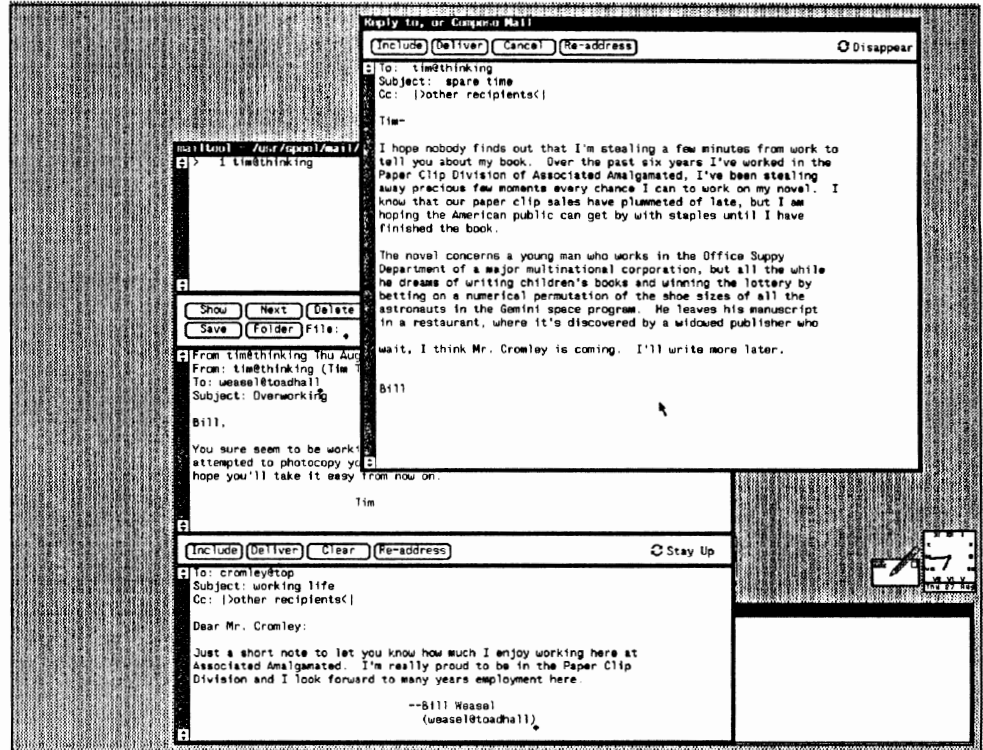 Reply to, or Compose Mail
Include Deliver Cancel Re-address Disappear
To: tim@thinking
Subject: spare time
Cc: |>other recipients<|
Tim-
I hope nobody finds out that I'm stealing a few minutes from work to
tell you about my book. Over the past six years I've worked in the
Paper Clip Division of Associated Amalgamated, I've been stealing
away precious few moments every chance I can to work on my novel. I
know that our paper clip sales have plummeted of late, but I am
hoping the American public can get by with staples until I have
finished the book.
The novel concerns a young man who works in the Office Suppy
Department of a major multinational corporation, but all the while
he dreams of writing children's books and winning the lottery by
betting on a numerical permutation of the shoe sizes of all the
astronauts in the Gemini space program. He leaves his manuscript
in a restaurant, where it's discovered by a widowed publisher who
wait, I think Mr. Cromley is coming. I'll write more later.
Bill
mailtool - /usr/spool/mail/
> 1 tim@thinking
Show Next Delete
Save Folder File:
From tim@thinking Thu Aug
From: tim@thinking (Tim T
To: weasel@toadhall
Subject: Overworking
Bill,
You sure seem to be worki
attempted to photocopy yo
hope you'll take it easy from now on.
Tim
Include Deliver Clear Re-address Stay Up
To: cromley@top
Subject: working life
Cc: |>other recipients<|
Dear Mr. Cromley:
Just a short note to let you know how much I enjoy working here at
Associated Amalgamated. I'm really proud to be in the Paper Clip
Division and I look forward to many years employment here.
--Bill Weasel
(weasel@toadhall)
Thu 27 Aug